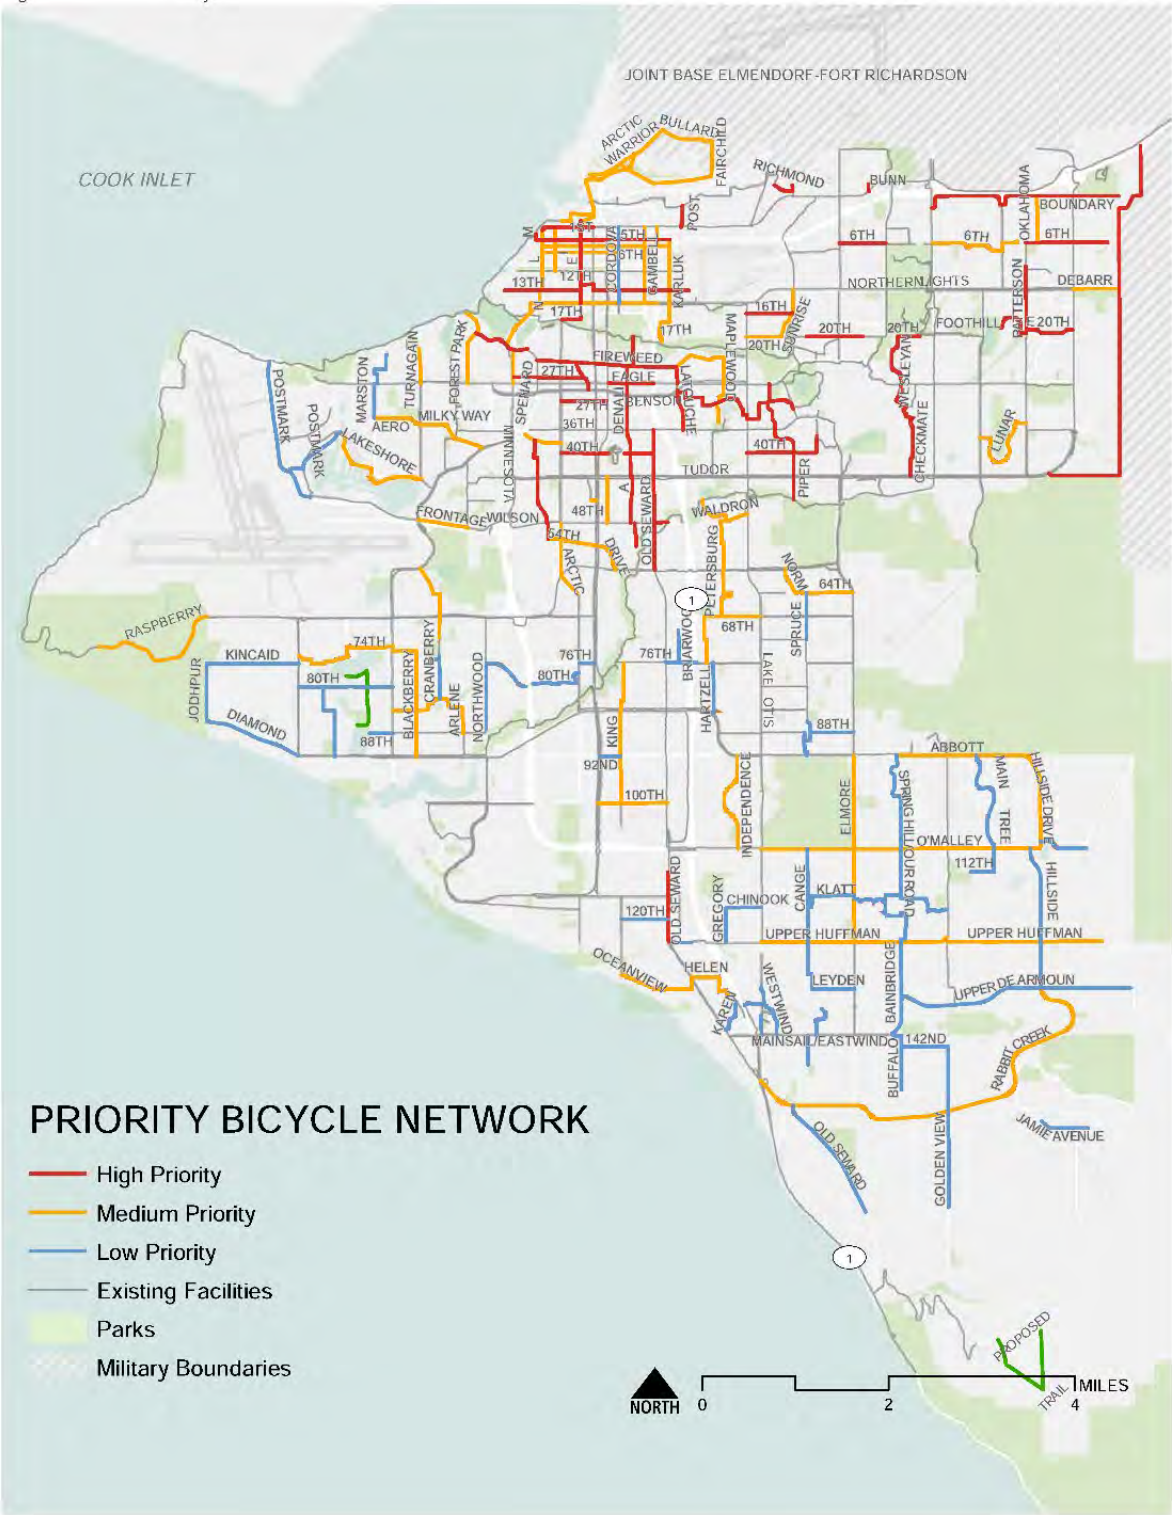 JOINT BASE ELMENDORF-FORT RICHARDSON
COOK INLET
ARCTIC
WARRIOR
BULLARD
FAIRCHILD
RICHMOND
BUNN
POST
OKLAHOMA
BOUNDARY
M
1ST
5TH
6TH
6TH
6TH
6TH
L
E
CORDOVA
GAMBELL
KARLUK
12TH
13TH
NORTHERN LIGHTS
DEBARR
PATTERSON
N
17TH
17TH
16TH
SUNRISE
20TH
20TH
20TH
FOOTHILL
20TH
MAPLEWOOD
WESLEYAN
FOREST PARK
TURNAGAIN
MARSTON
POSTMARK
POSTMARK
SPENARD
FIREWEED
27TH
EAGLE
LATOUCHE
27TH
BENSON
DENALI
MILKY WAY
AERO
36TH
CHECKMATE
LUNAR
LAKESHORE
MINNESOTA
40TH
40TH
TUDOR
PIPER
A
OLD SEWARD
48TH
WALDRON
FRONTAGE
WILSON
54TH
DRIVE
ARCTIC
PETERSBURG
NORM
64TH
1
SPRUCE
68TH
RASPBERRY
74TH
KINCAID
CRANBERRY
76TH
76TH
BRIARWOOD
80TH
80TH
JODHPUR
BLACKBERRY
ARLENE
NORTHWOOD
HARTZELL
LAKE OTIS
DIAMOND
88TH
88TH
KING
92ND
ABBOTT
100TH
INDEPENDENCE
ELMORE
SPRING HILL/OUR ROAD
MAIN TREE
HILLSIDE DRIVE
O'MALLEY
112TH
OLD SEWARD
GREGORY
CHINOOK
CANGE
KLATT
HILLSIDE
120TH
UPPER HUFFMAN
UPPER HUFFMAN
OCEANVIEW
HELEN
WESTWIND
LEYDEN
BAINBRIDGE
UPPER DE ARMOUN
KAREN
MAINSAIL/EASTWIND
142ND
BUFFALO
RABBIT CREEK
JAMIE AVENUE
OLD SEWARD
GOLDEN VIEW
PRIORITY BICYCLE NETWORK
High Priority
Medium Priority
Low Priority
Existing Facilities
Parks
Military Boundaries
1
PROPOSED
TRAIL
NORTH
0
2
4
MILES